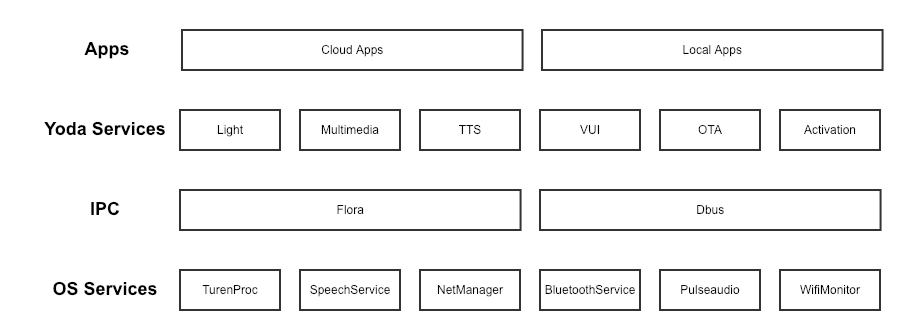 Apps Cloud Apps Local Apps
Yoda Services Light Multimedia TTS VUI OTA Activation
IPC Flora Dbus
OS Services TurenProc SpeechService NetManager BluetoothService Pulseaudio WifiMonitor